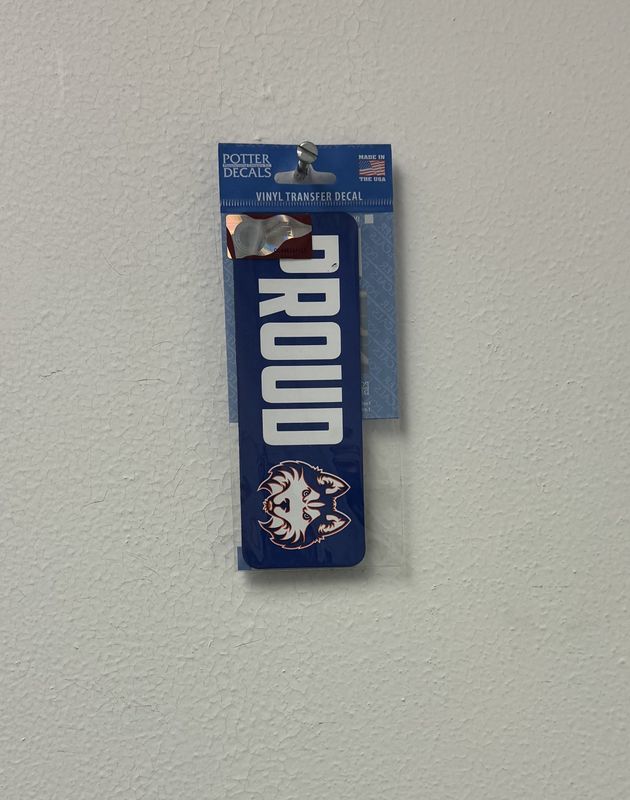 POTTER
DECALS
MADE IN
THE USA
VINYL TRANSFER DECAL
PROUD